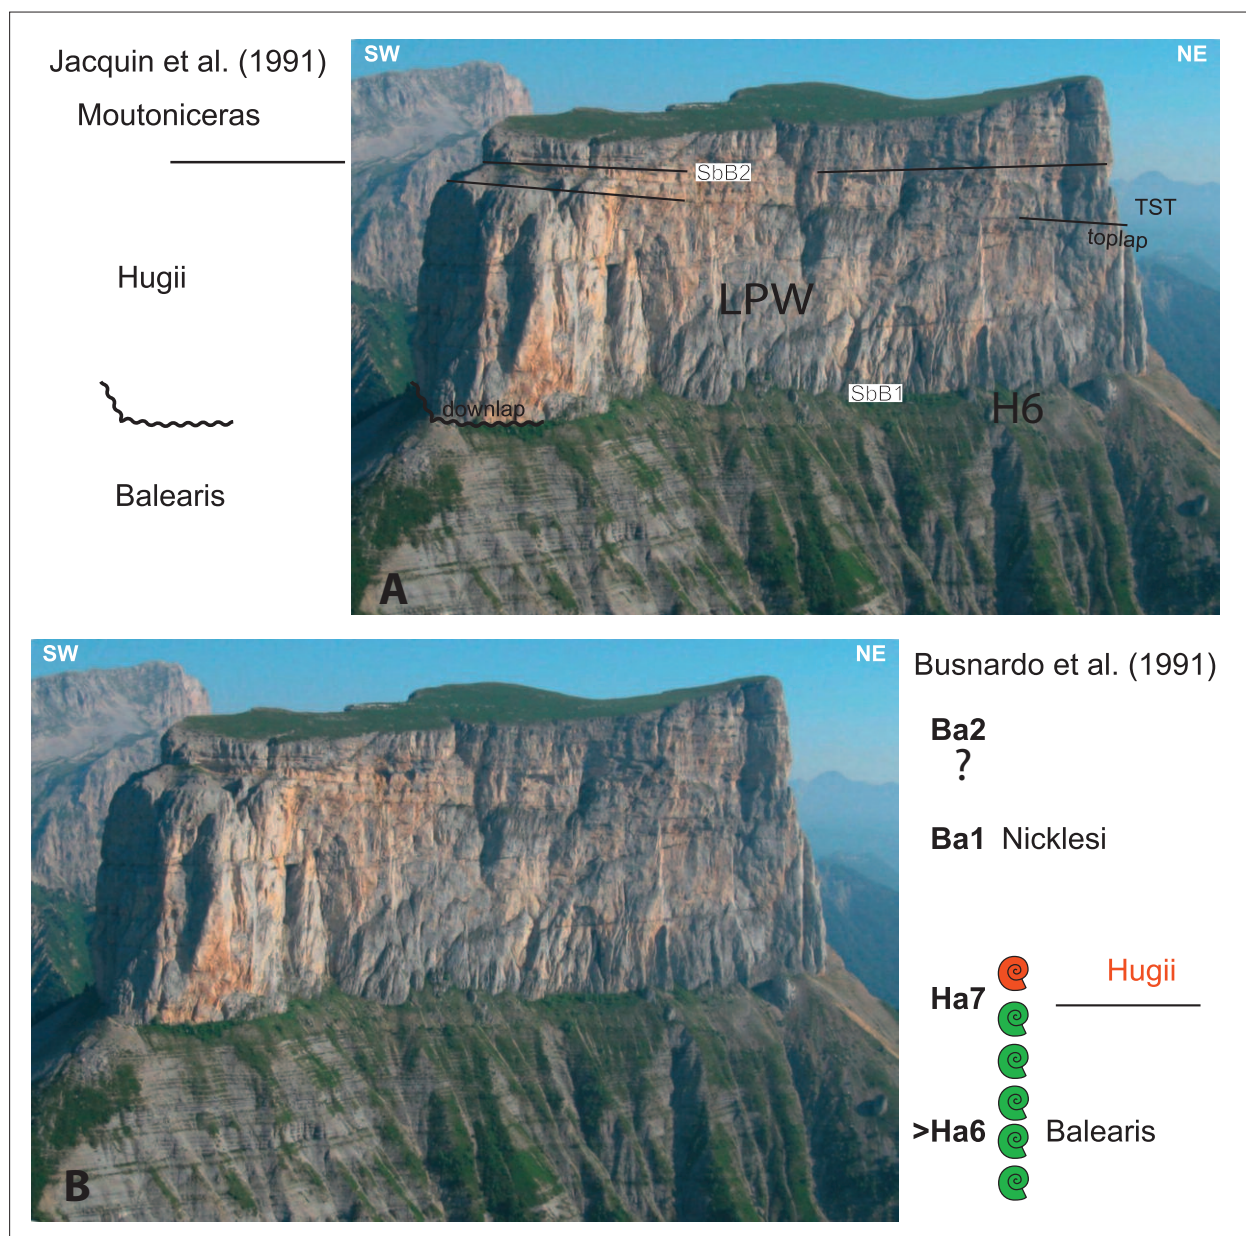 Jacquin et al. (1991)
Moutoniceras
Hugii
Balearis
SW
NE
SbB2
TST
toplap
LPW
SbB1
downlap
H6
A
SW
NE
B
Busnardo et al. (1991)
Ba2
?
Ba1 Nicklesi
Hugii
Ha7
>Ha6 Balearis